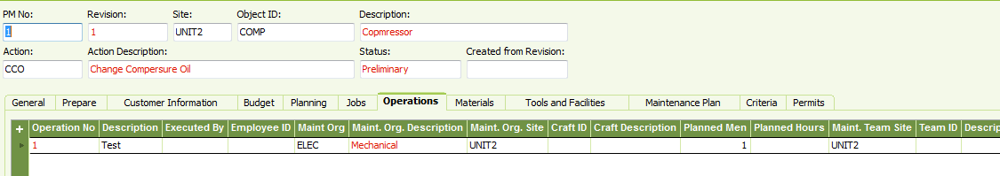 PM No: Revision: Site: Object ID: Description:
1 1 UNIT2 COMP Copmressor
Action: Action Description: Status: Created from Revision:
CCO Change Compersure Oil Preliminary
General Prepare Customer Information Budget Planning Jobs Operations Materials Tools and Facilities Maintenance Plan Criteria Permits
Operation No Description Executed By Employee ID Maint Org Maint. Org. Description Maint. Org. Site Craft ID Craft Description Planned Men Planned Hours Maint. Team Site Team ID Descrip
1 Test ELEC Mechanical UNIT2 1 UNIT2